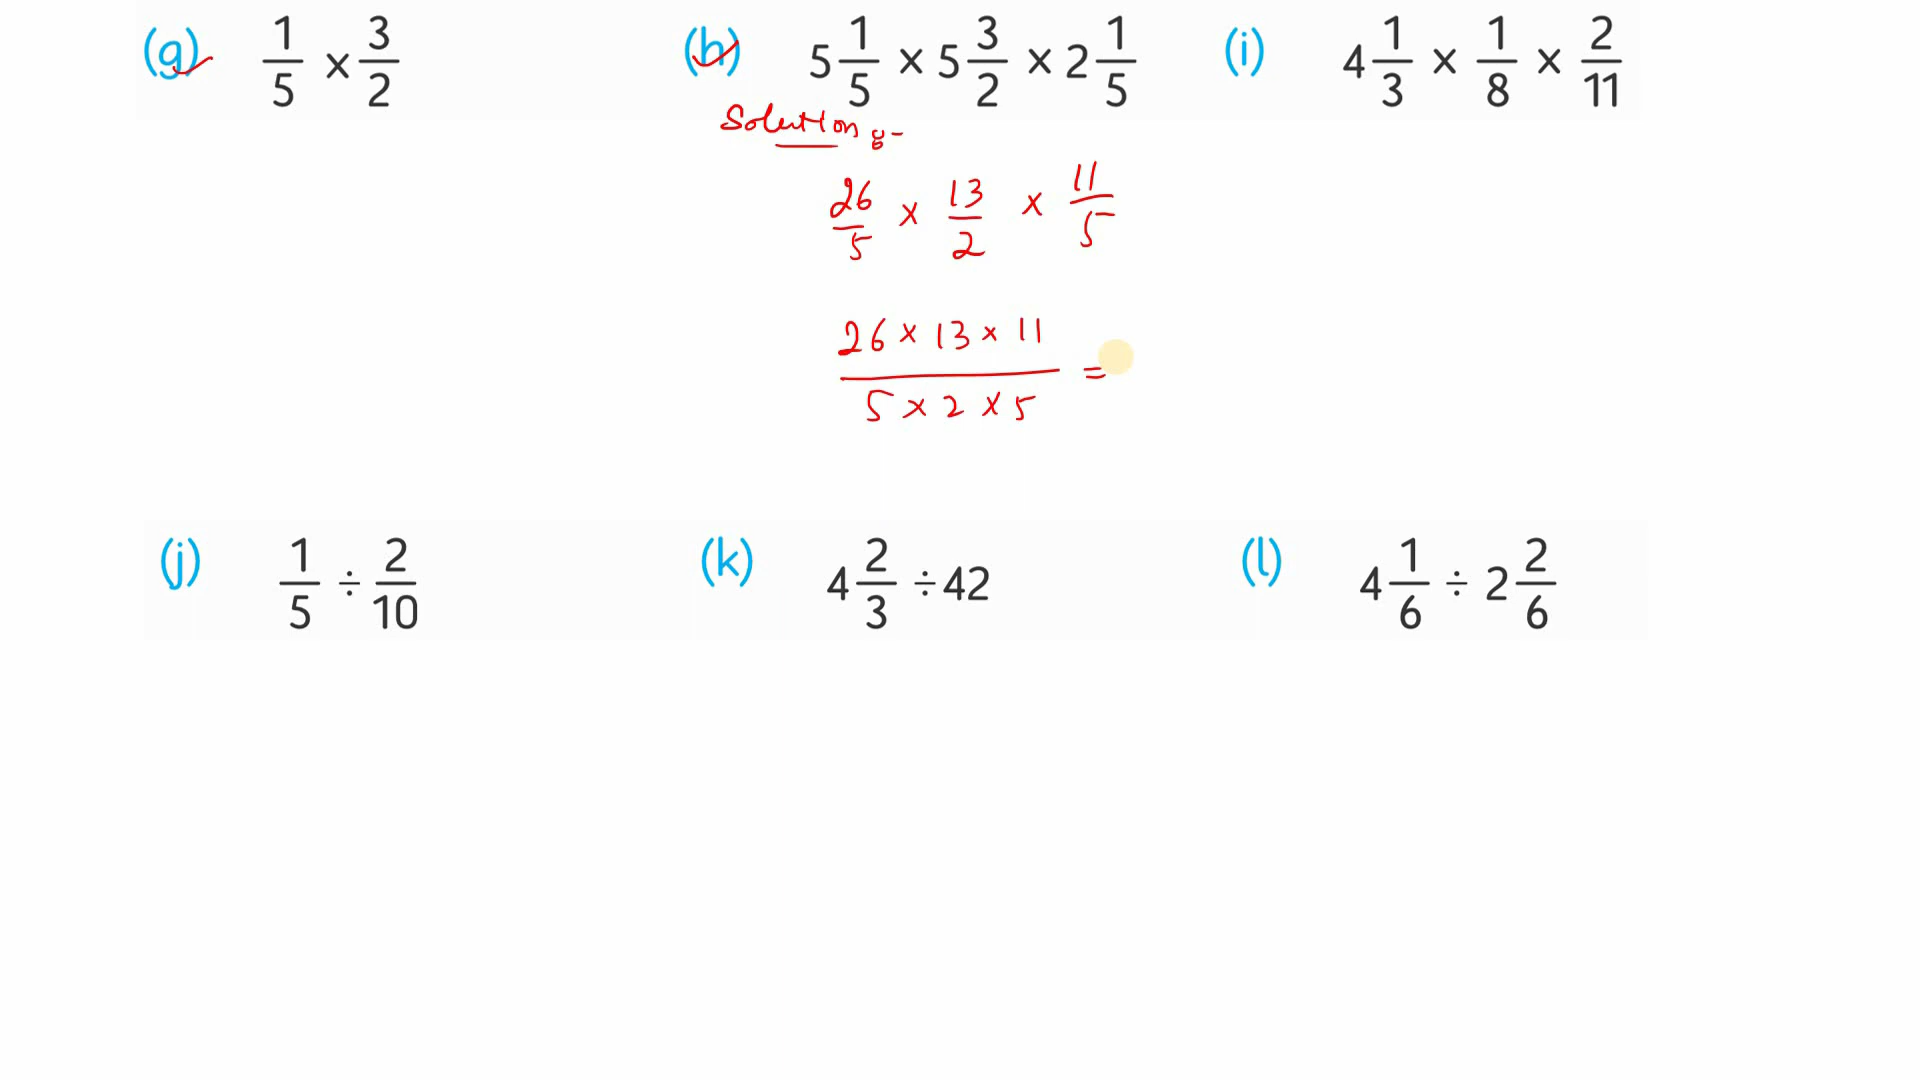 (g) 1/5 × 3/2
(h) 5 1/5 × 5 3/2 × 2 1/5
(i) 4 1/3 × 1/8 × 2/11
Solution :-
26/5 × 13/2 × 11/5
26 × 13 × 11 / 5 × 2 × 5 =
(j) 1/5 ÷ 2/10
(k) 4 2/3 ÷ 42
(l) 4 1/6 ÷ 2 2/6